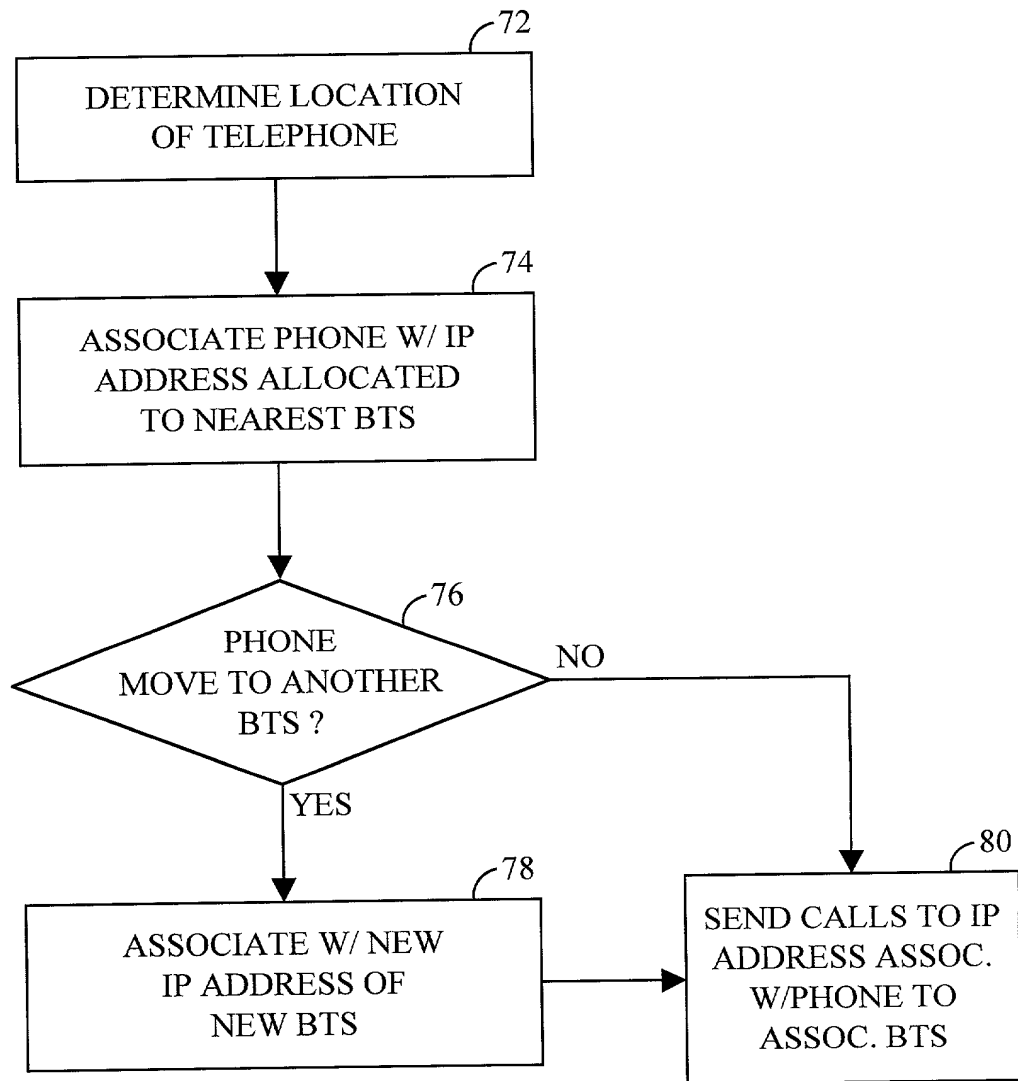 72
DETERMINE LOCATION
OF TELEPHONE
74
ASSOCIATE PHONE W/ IP
ADDRESS ALLOCATED
TO NEAREST BTS
76
PHONE
MOVE TO ANOTHER
BTS ?
NO
YES
78
ASSOCIATE W/ NEW
IP ADDRESS OF
NEW BTS
80
SEND CALLS TO IP
ADDRESS ASSOC.
W/PHONE TO
ASSOC. BTS